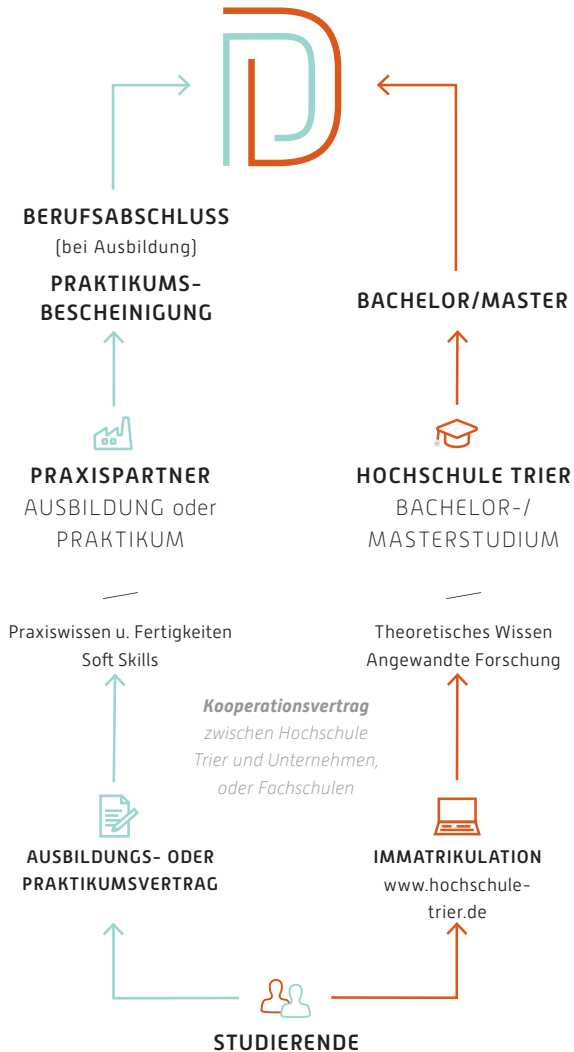 BERUFSABSCHLUSS
(bei Ausbildung)
PRAKTIKUMS-
BESCHEINIGUNG
BACHELOR/MASTER
PRAXISPARTNER
AUSBILDUNG oder
PRAKTIKUM
HOCHSCHULE TRIER
BACHELOR-/
MASTERSTUDIUM
Praxiswissen u. Fertigkeiten
Soft Skills
Theoretisches Wissen
Angewandte Forschung
Kooperationsvertrag
zwischen Hochschule
Trier und Unternehmen,
oder Fachschulen
AUSBILDUNGS- ODER
PRAKTIKUMSVERTRAG
IMMATRIKULATION
www.hochschule-
trier.de
STUDIERENDE